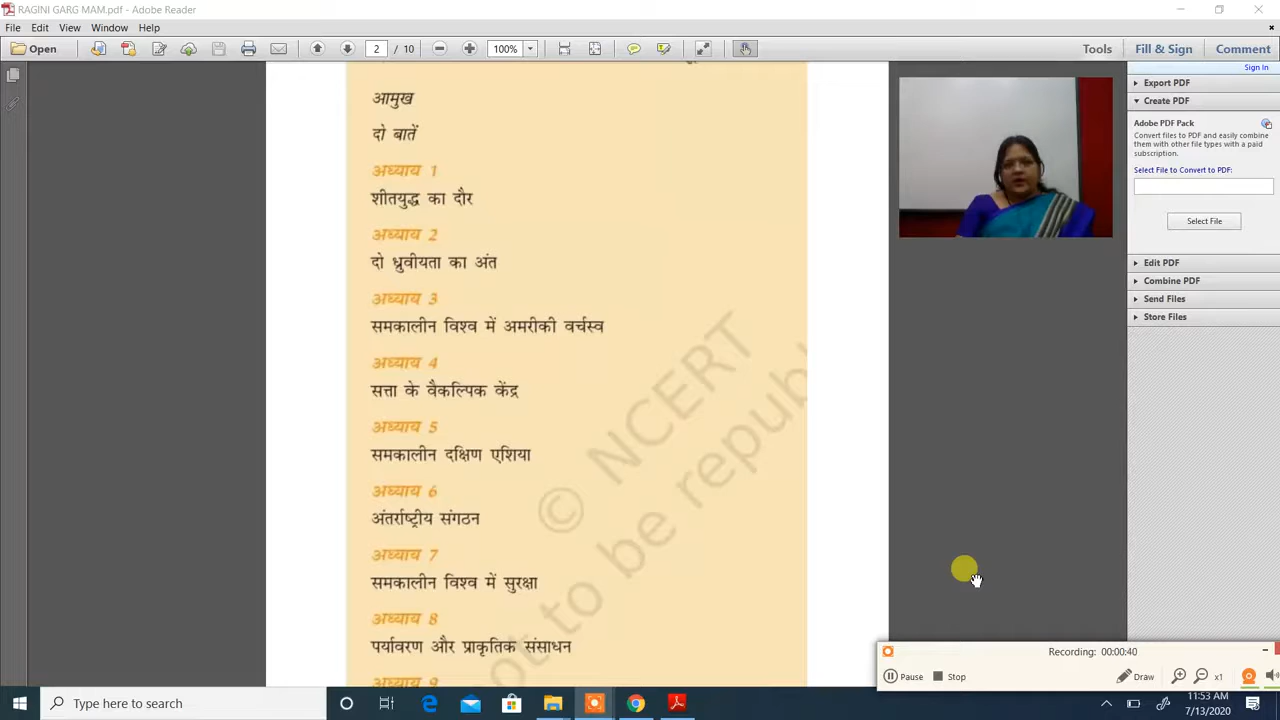 RAGINI GARG MAM.pdf - Adobe Reader
File Edit View Window Help
Open 2 / 10 100% Tools Fill & Sign Comment
Sign In
Export PDF
Create PDF
Adobe PDF Pack
Convert files to PDF and easily combine
them with other file types with a paid
subscription.
Select File to Convert to PDF:
Select File
Edit PDF
Combine PDF
Send Files
Store Files
आमुख
दो बातें
अध्याय 1
शीतयुद्ध का दौर
अध्याय 2
दो ध्रुवीयता का अंत
अध्याय 3
समकालीन विश्व में अमरीकी वर्चस्व
अध्याय 4
सत्ता के वैकल्पिक केंद्र
अध्याय 5
समकालीन दक्षिण एशिया
अध्याय 6
अंतर्राष्ट्रीय संगठन
अध्याय 7
समकालीन विश्व में सुरक्षा
अध्याय 8
पर्यावरण और प्राकृतिक संसाधन
अध्याय 9
© NCERT
not to be republ
Recording: 00:00:40
Pause Stop Draw x1
Type here to search
11:53 AM
7/13/2020